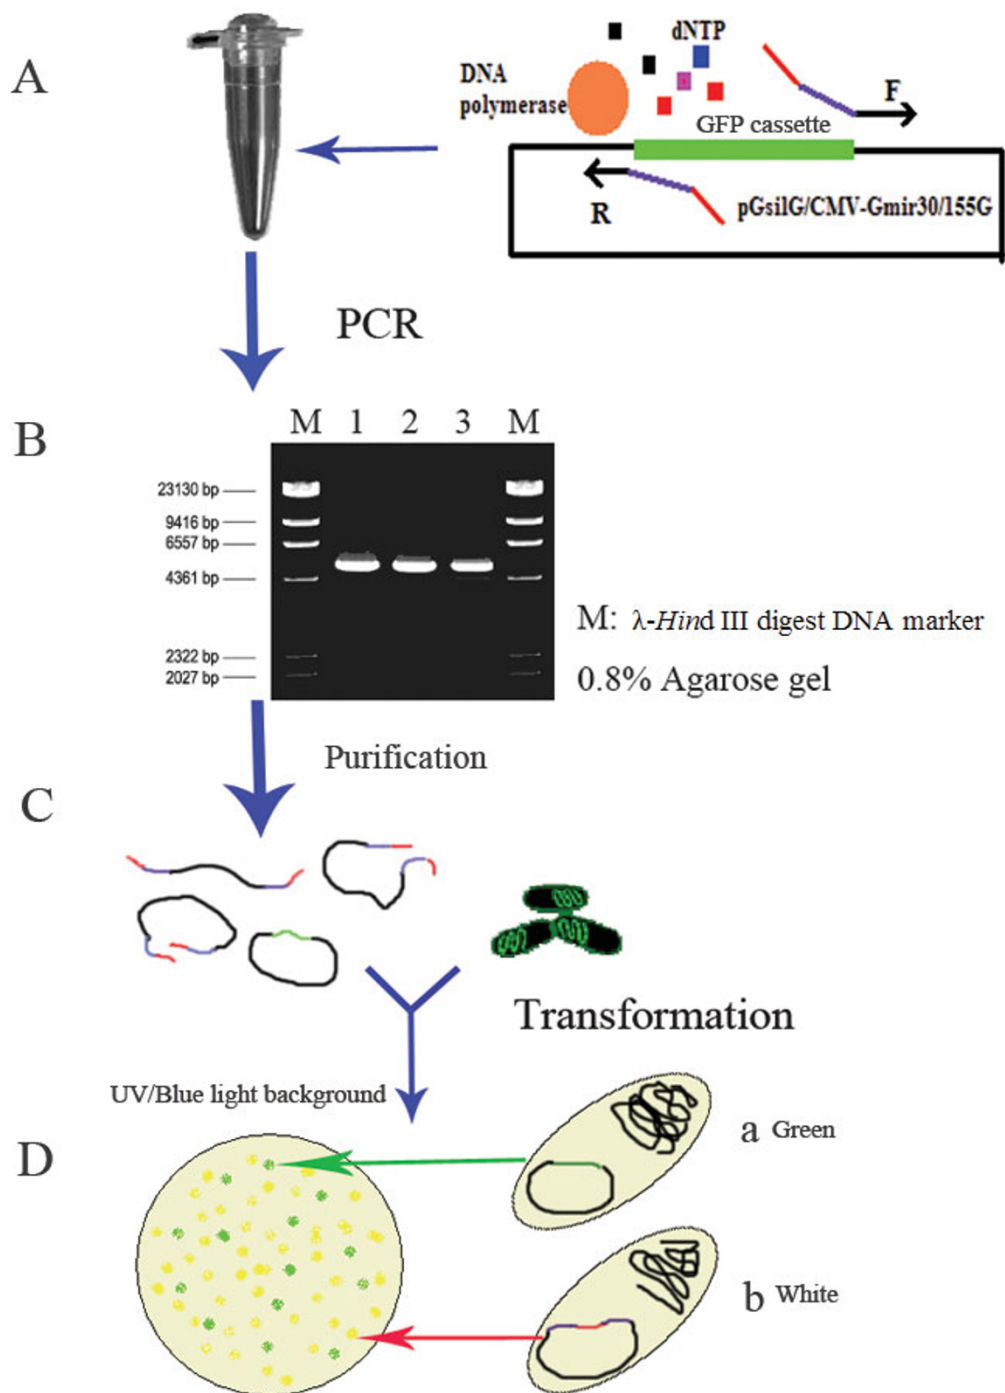 A
DNA
polymerase
dNTP
F
GFP cassette
R
pGsilG/CMV-Gmir30/155G
PCR
B
M 1 2 3 M
23130 bp
9416 bp
6557 bp
4361 bp
2322 bp
2027 bp
M: λ-Hind III digest DNA marker
0.8% Agarose gel
Purification
C
Transformation
UV/Blue light background
D
a Green
b White